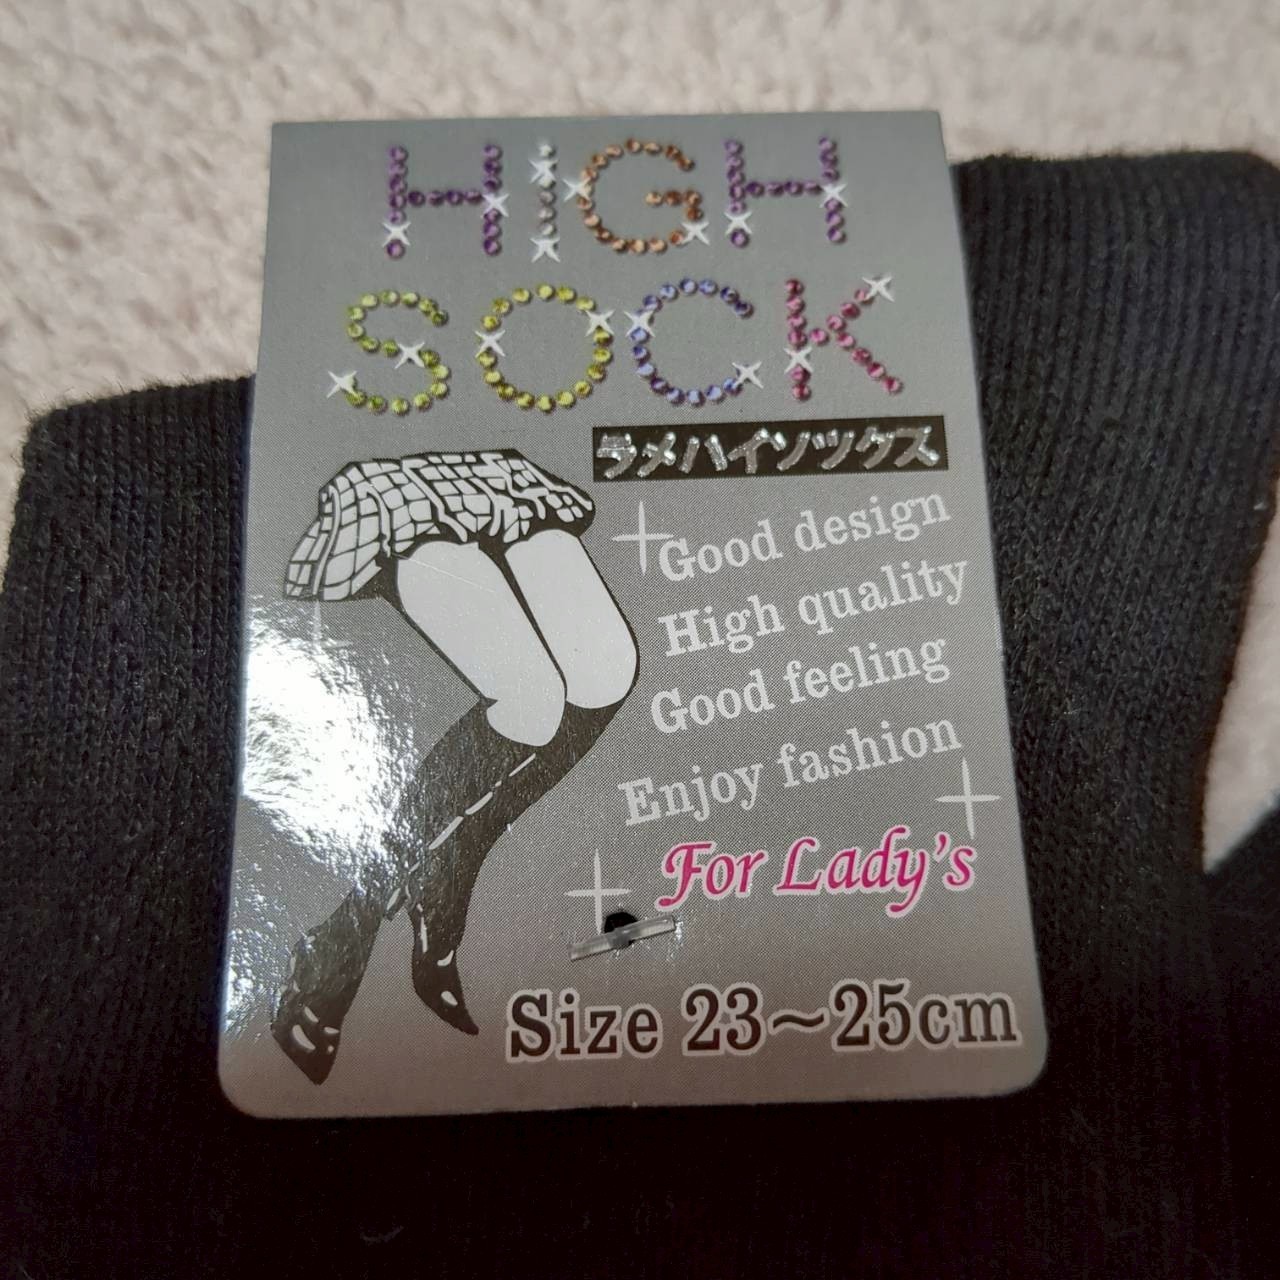 HIGH
SOCK
ラメハイソックス
Good design
High quality
Good feeling
Enjoy fashion
For Lady's
Size 23~25cm